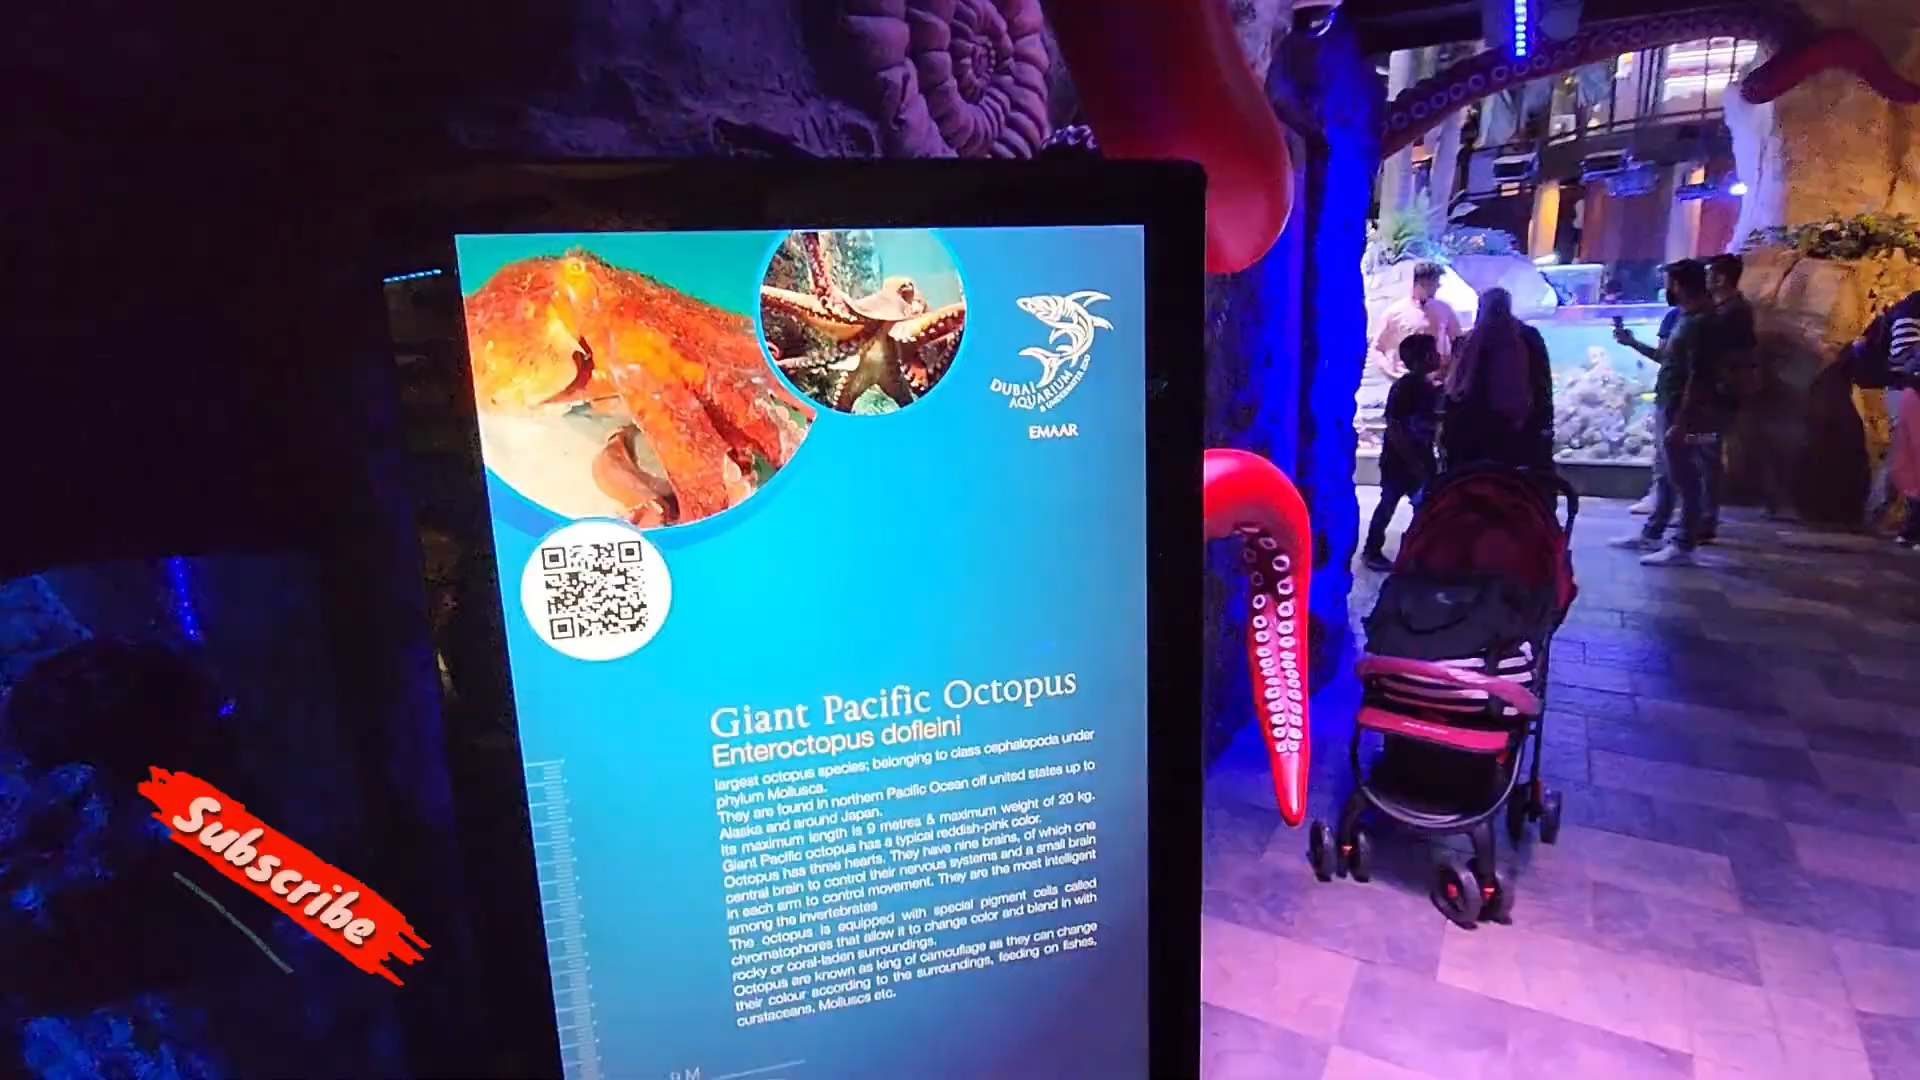 DUBAI
AQUARIUM
& UNDERWATER ZOO
EMAAR
Giant Pacific Octopus
Enteroctopus dofleini
largest octopus species; belonging to class cephalopoda under
phylum Mollusca.
They are found in northern Pacific Ocean off united states up to
Alaska and around Japan.
Its maximum length is 9 metres & maximum weight of 20 kg.
Giant Pacific octopus has a typical reddish-pink color.
Octopus has three hearts. They have nine brains, of which one
central brain to control their nervous systems and a small brain
in each arm to control movement. They are the most intelligent
among the invertebrates
The octopus is equipped with special pigment cells called
chromatophores that allow it to change color and blend in with
rocky or coral-laden surroundings.
Octopus are known as king of camouflage as they can change
their colour according to the surroundings, feeding on fishes,
curstaceans, Molluscs etc.
9 M
Subscribe